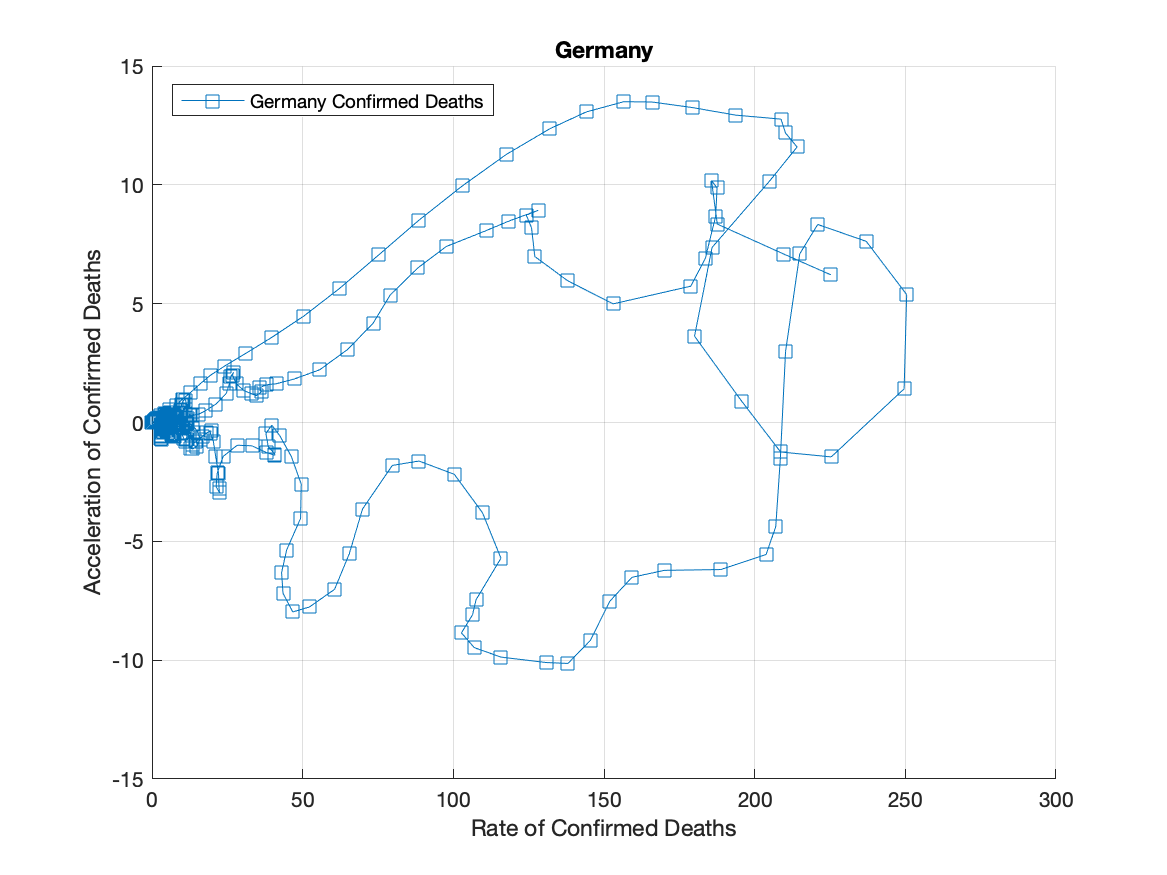 Germany
Germany Confirmed Deaths
15
10
5
0
-5
-10
-15
Acceleration of Confirmed Deaths
0 50 100 150 200 250 300
Rate of Confirmed Deaths